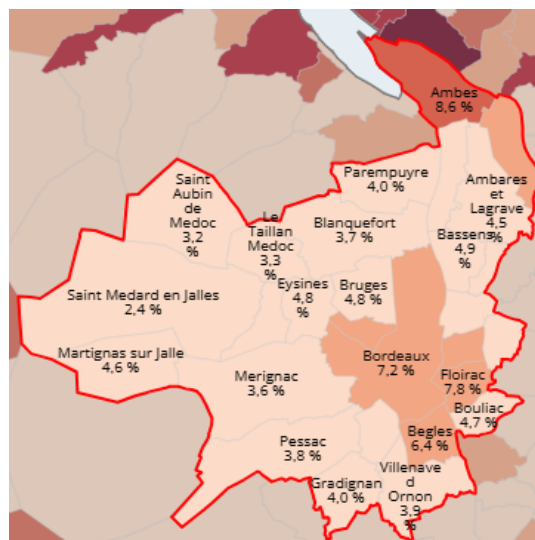 Ambes
8,6 %
Parempuyre
4,0 %
Saint
Aubin
de
Medoc
3,2
%
Ambares
et
Lagrave
4,5
%
Le
Taillan
Medoc
3,3
%
Blanquefort
3,7 %
Bassens
4,9
%
Eysines
4,8
%
Bruges
4,8 %
Saint Medard en Jalles
2,4 %
Martignas sur Jalle
4,6 %
Bordeaux
7,2 %
Merignac
3,6 %
Floirac
7,8 %
Bouliac
4,7 %
Begles
6,4 %
Pessac
3,8 %
Villenave
d
Ornon
3,9
%
Gradignan
4,0 %